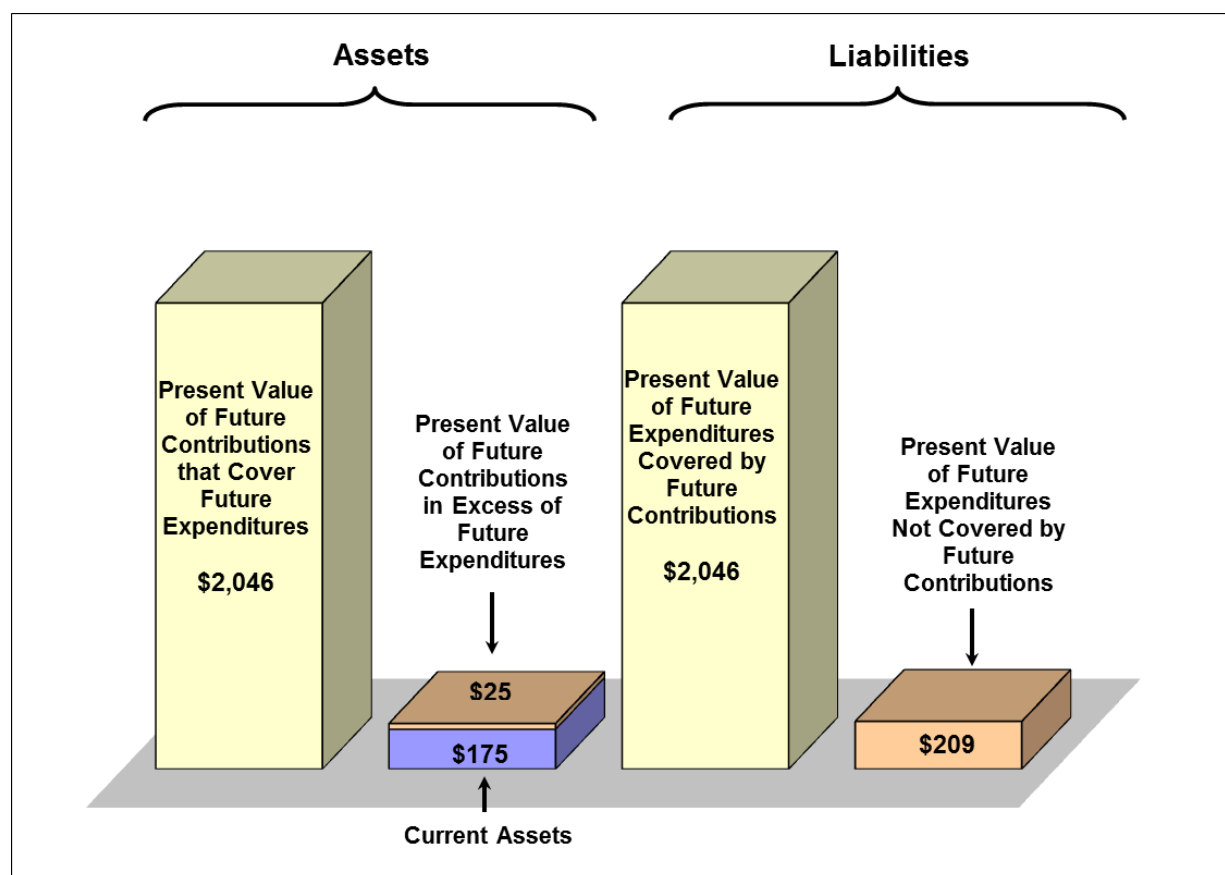 Assets
Liabilities
Present Value
of Future
Contributions
that Cover
Future
Expenditures
$2,046
Present Value
of Future
Contributions
in Excess of
Future
Expenditures
$25
$175
Current Assets
Present Value
of Future
Expenditures
Covered by
Future
Contributions
$2,046
Present Value
of Future
Expenditures
Not Covered by
Future
Contributions
$209